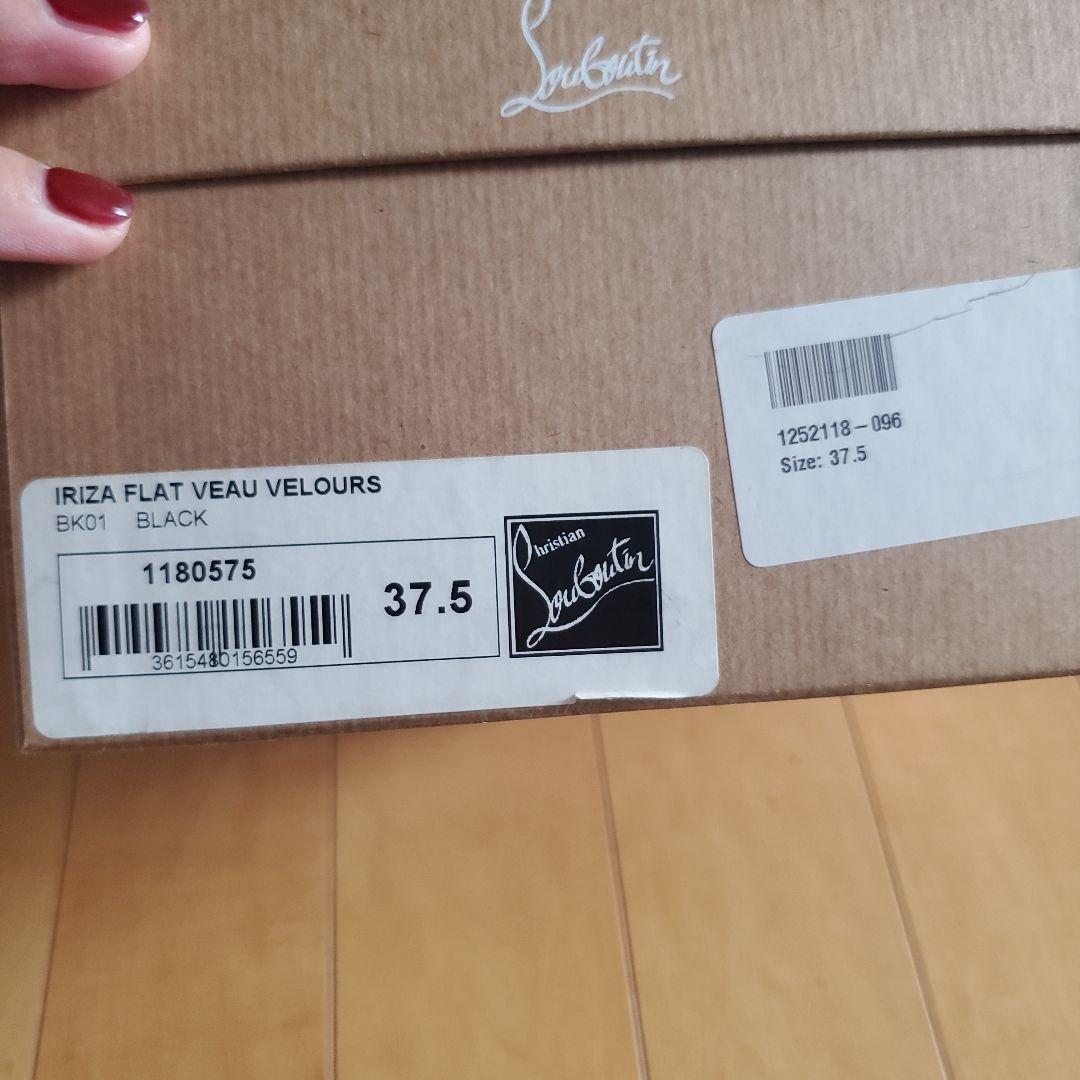 Louboutin
1252118-096
Size: 37.5
IRIZA FLAT VEAU VELOURS
BK01 BLACK
1180575
37.5
3615480156559
Christian
Louboutin